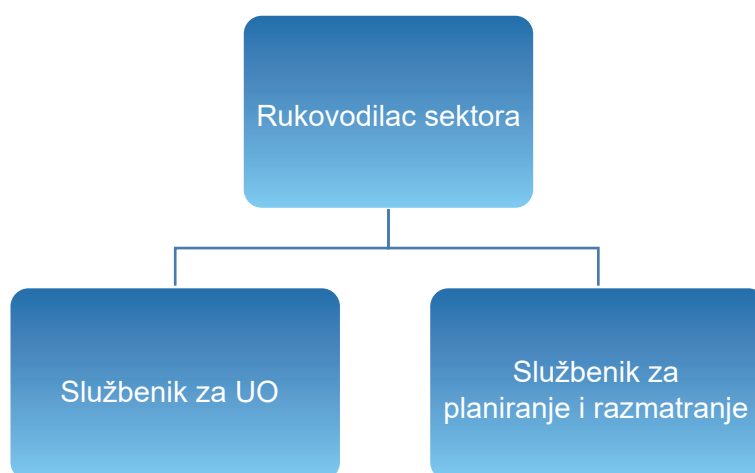 Rukovodilac sektora
Službenik za UO
Službenik za
planiranje i razmatranje